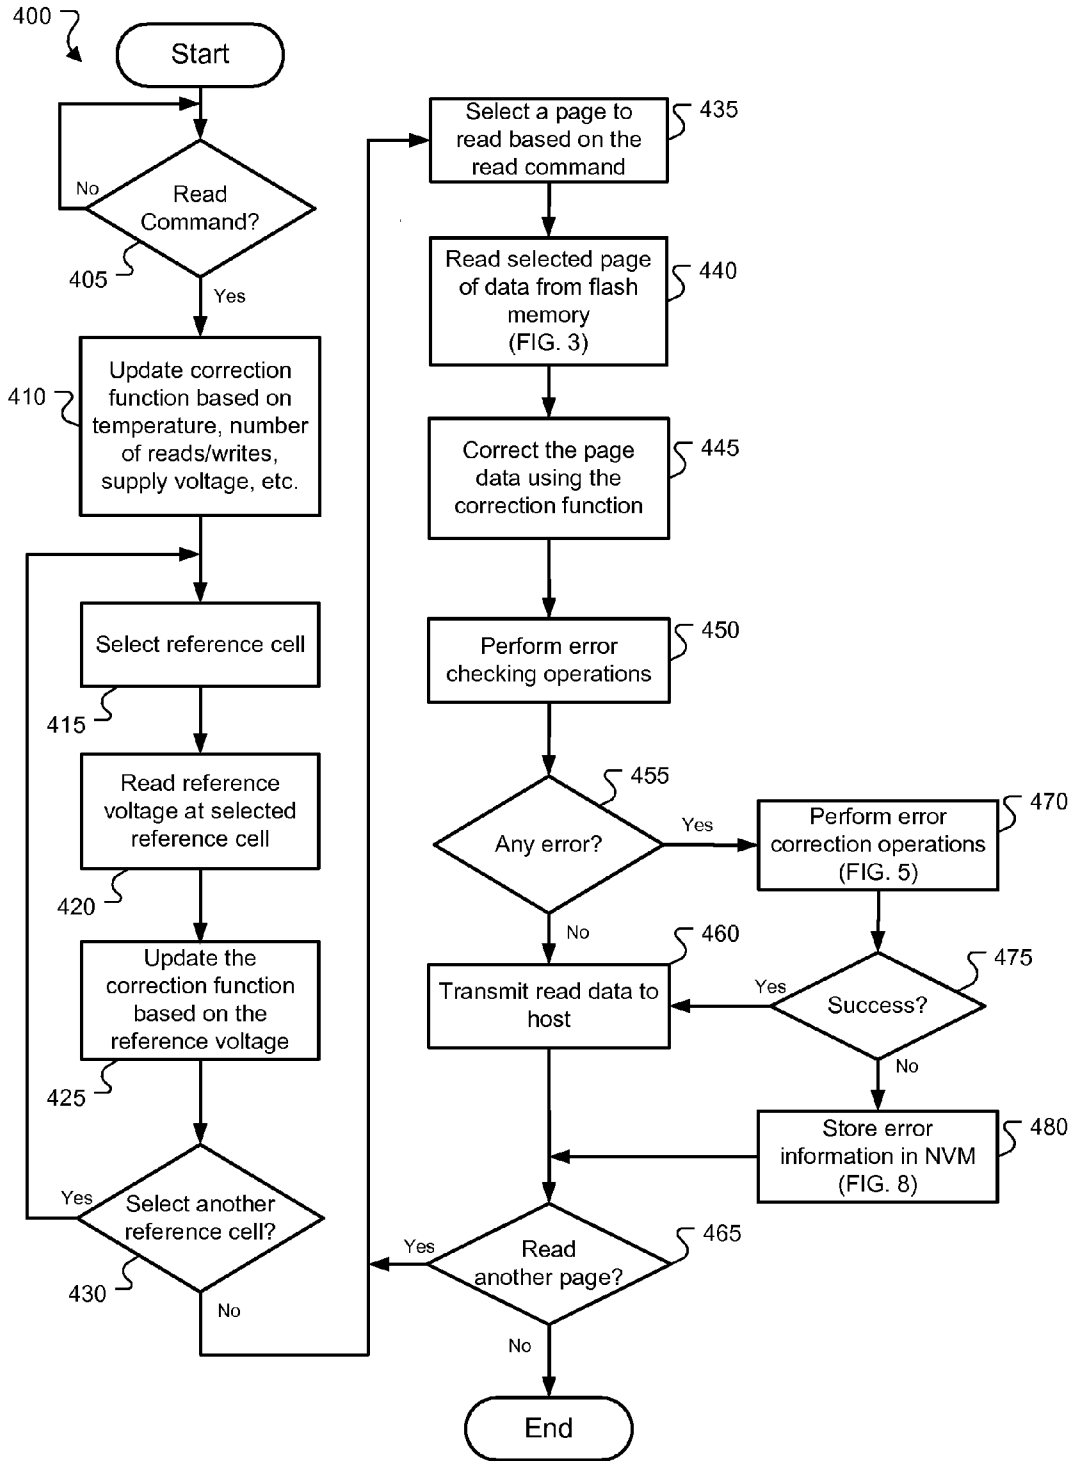 400
Start
Read
Command?
No
405
Yes
Update correction
function based on
temperature, number
of reads/writes,
supply voltage, etc.
410
Select reference cell
415
Read reference
voltage at selected
reference cell
420
Update the
correction function
based on the
reference voltage
425
Select another
reference cell?
Yes
430
No
Select a page to
read based on the
read command
435
Read selected page
of data from flash
memory
(FIG. 3)
440
Correct the page
data using the
correction function
445
Perform error
checking operations
450
Any error?
455
Yes
No
Perform error
correction operations
(FIG. 5)
470
Transmit read data to
host
460
Success?
475
Yes
No
Store error
information in NVM
(FIG. 8)
480
Read
another page?
465
Yes
No
End